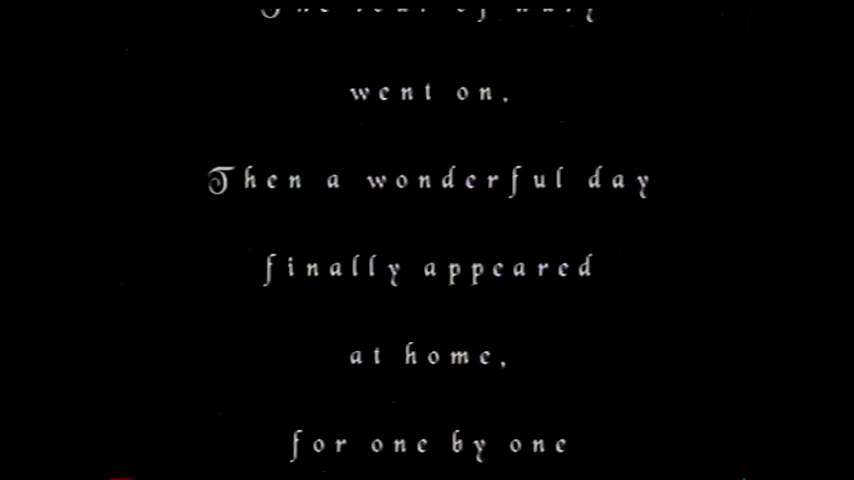 went on,
Then a wonderful day
finally appeared
at home,
for one by one